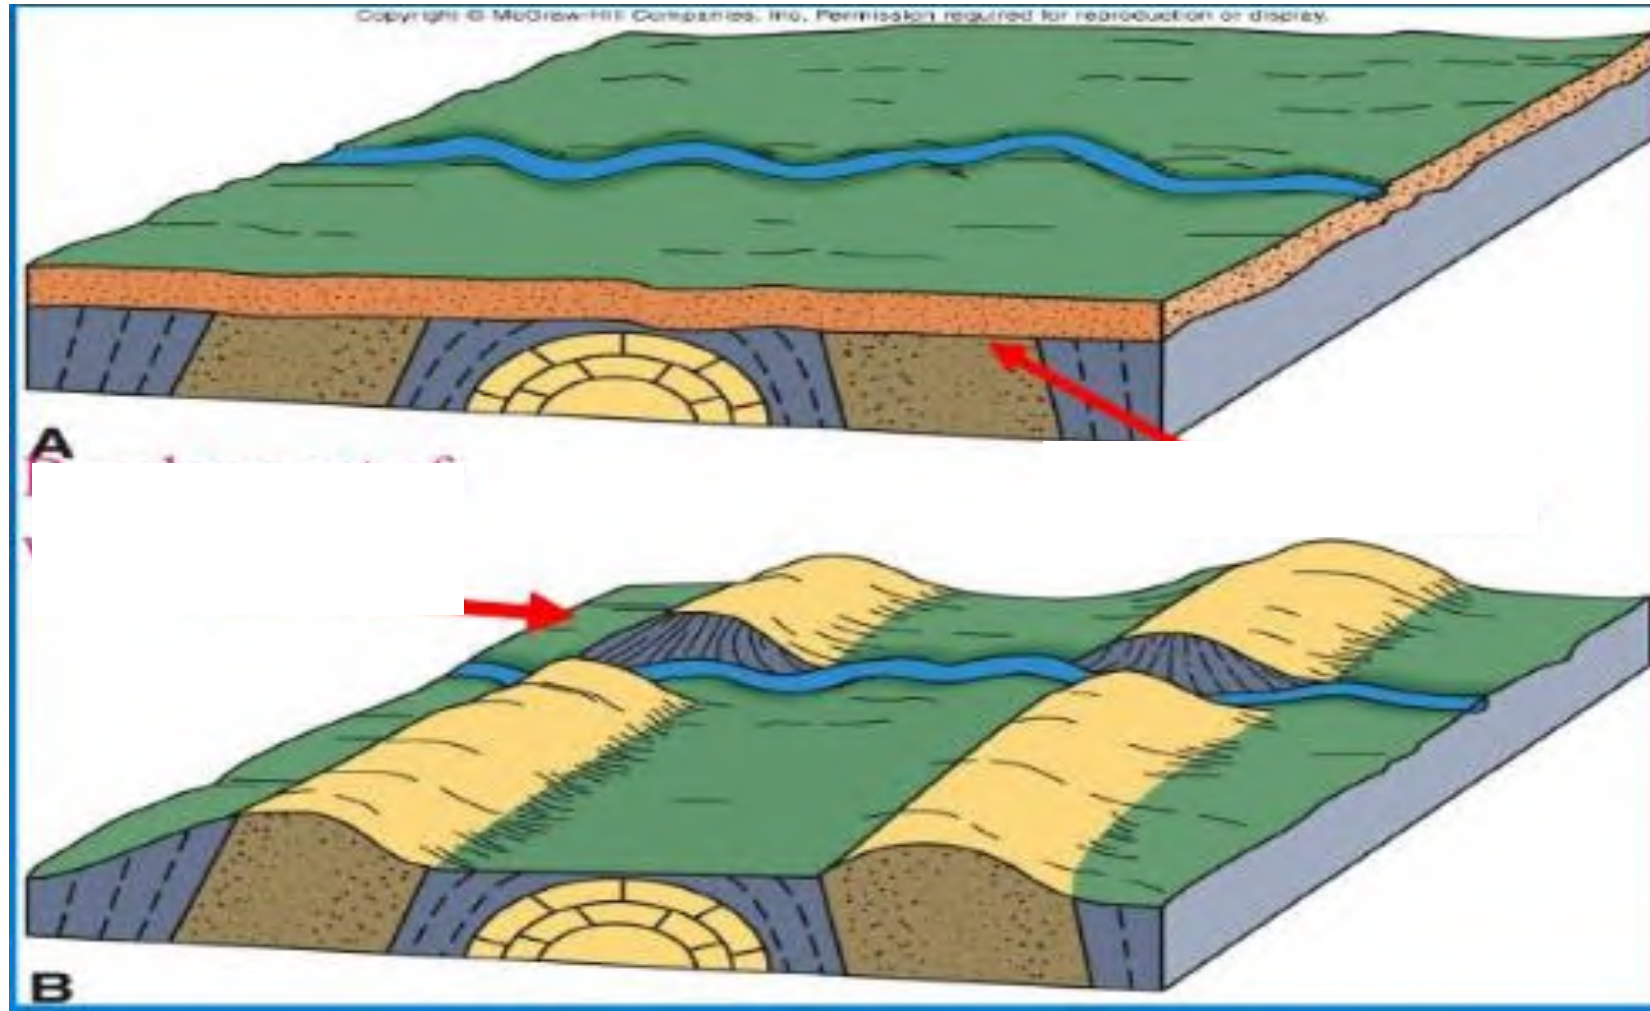 Copyright © McGraw-Hill Companies, Inc. Permission required for reproduction or display.
A
B